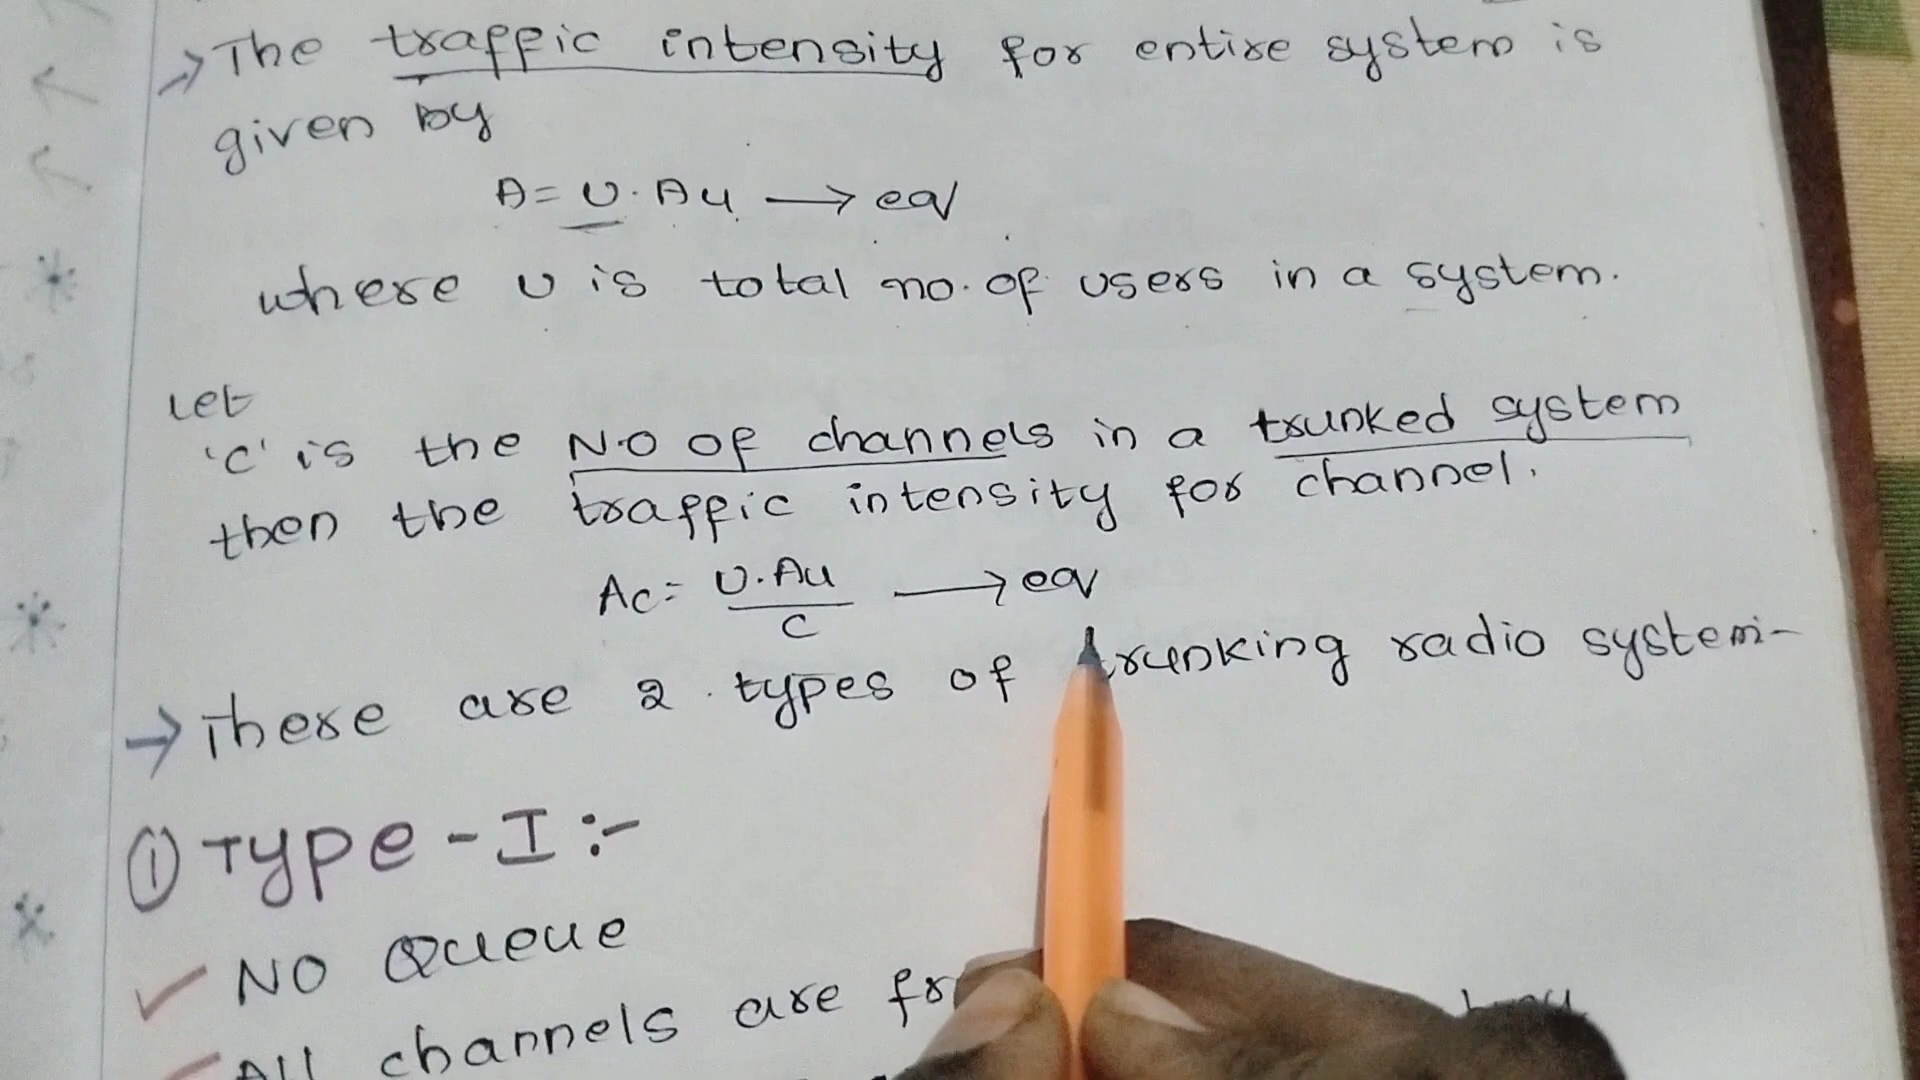 → The traffic intensity for entire system is
given by
A = U. Au → eq
where U is total no. of users in a system.
Let
'C' is the NO OF channels in a trunked system
then the traffic intensity for channel.
Ac = U. Au / C → eq
→ There are 2 types of trunking radio system-
① Type - I :-
✓ NO Queue
All channels are